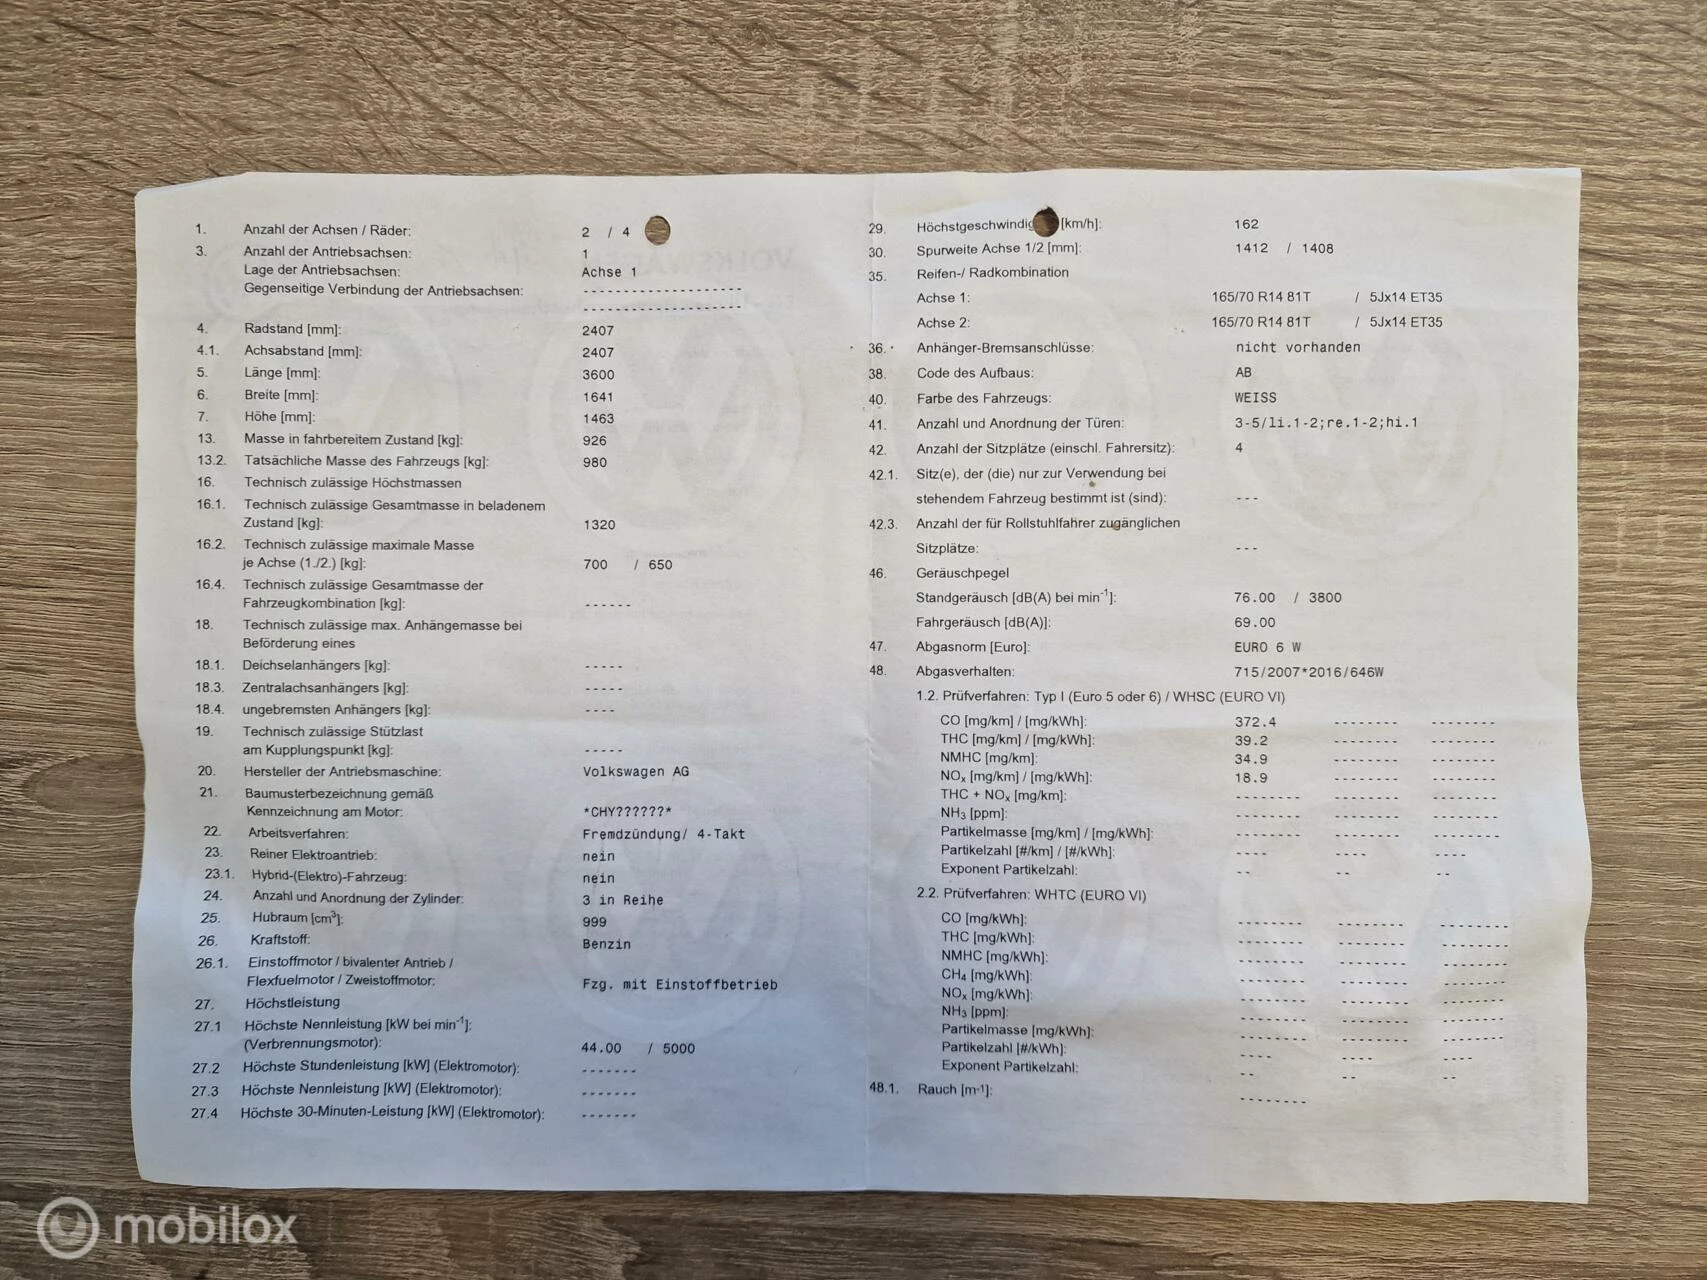 1. Anzahl der Achsen / Räder: 2 / 4
3. Anzahl der Antriebsachsen: 1
Lage der Antriebsachsen: Achse 1
Gegenseitige Verbindung der Antriebsachsen: --------------------
--------------------
4. Radstand [mm]: 2407
4.1. Achsabstand [mm]: 2407
5. Länge [mm]: 3600
6. Breite [mm]: 1641
7. Höhe [mm]: 1463
13. Masse in fahrbereitem Zustand [kg]: 926
13.2. Tatsächliche Masse des Fahrzeugs [kg]: 980
16. Technisch zulässige Höchstmassen
16.1. Technisch zulässige Gesamtmasse in beladenem
Zustand [kg]: 1320
16.2. Technisch zulässige maximale Masse
je Achse (1./2.) [kg]: 700 / 650
16.4. Technisch zulässige Gesamtmasse der
Fahrzeugkombination [kg]: ------
18. Technisch zulässige max. Anhängemasse bei
Beförderung eines
18.1. Deichselanhängers [kg]: -----
18.3. Zentralachsanhängers [kg]: -----
18.4. ungebremsten Anhängers [kg]: ----
19. Technisch zulässige Stützlast
am Kupplungspunkt [kg]: -----
20. Hersteller der Antriebsmaschine: Volkswagen AG
21. Baumusterbezeichnung gemäß
Kennzeichnung am Motor: *CHY??????*
22. Arbeitsverfahren: Fremdzündung/ 4-Takt
23. Reiner Elektroantrieb: nein
23.1. Hybrid-(Elektro)-Fahrzeug: nein
24. Anzahl und Anordnung der Zylinder: 3 in Reihe
25. Hubraum [cm³]: 999
26. Kraftstoff: Benzin
26.1. Einstoffmotor / bivalenter Antrieb /
Flexfuelmotor / Zweistoffmotor: Fzg. mit Einstoffbetrieb
27. Höchstleistung
27.1 Höchste Nennleistung [kW bei min⁻¹]:
(Verbrennungsmotor): 44.00 / 5000
27.2 Höchste Stundenleistung [kW] (Elektromotor): -------
27.3 Höchste Nennleistung [kW] (Elektromotor): -------
27.4 Höchste 30-Minuten-Leistung [kW] (Elektromotor): -------
29. Höchstgeschwindig [km/h]: 162
30. Spurweite Achse 1/2 [mm]: 1412 / 1408
35. Reifen-/ Radkombination
Achse 1: 165/70 R14 81T / 5Jx14 ET35
Achse 2: 165/70 R14 81T / 5Jx14 ET35
36. Anhänger-Bremsanschlüsse: nicht vorhanden
38. Code des Aufbaus: AB
40. Farbe des Fahrzeugs: WEISS
41. Anzahl und Anordnung der Türen: 3-5/li.1-2;re.1-2;hi.1
42. Anzahl der Sitzplätze (einschl. Fahrersitz): 4
42.1. Sitz(e), der (die) nur zur Verwendung bei
stehendem Fahrzeug bestimmt ist (sind): ---
42.3. Anzahl der für Rollstuhlfahrer zugänglichen
Sitzplätze: ---
46. Geräuschpegel
Standgeräusch [dB(A) bei min⁻¹]: 76.00 / 3800
Fahrgeräusch [dB(A)]: 69.00
47. Abgasnorm [Euro]: EURO 6 W
48. Abgasverhalten: 715/2007*2016/646W
1.2. Prüfverfahren: Typ I (Euro 5 oder 6) / WHSC (EURO VI)
CO [mg/km] / [mg/kWh]: 372.4 -------- --------
THC [mg/km] / [mg/kWh]: 39.2 -------- --------
NMHC [mg/km]: 34.9 -------- --------
NOx [mg/km] / [mg/kWh]: 18.9 -------- --------
THC + NOx [mg/km]: -------- -------- --------
NH3 [ppm]: -------- -------- --------
Partikelmasse [mg/km] / [mg/kWh]: -------- -------- --------
Partikelzahl [#/km] / [#/kWh]: ---- ---- ----
Exponent Partikelzahl: -- -- --
2.2. Prüfverfahren: WHTC (EURO VI)
CO [mg/kWh]: -------- -------- --------
THC [mg/kWh]: -------- -------- --------
NMHC [mg/kWh]: -------- -------- --------
CH4 [mg/kWh]: -------- -------- --------
NOx [mg/kWh]: -------- -------- --------
NH3 [ppm]: -------- -------- --------
Partikelmasse [mg/kWh]: -------- -------- --------
Partikelzahl [#/kWh]: ---- ---- ----
Exponent Partikelzahl: -- -- --
48.1. Rauch [m⁻¹]: --------
mobilox